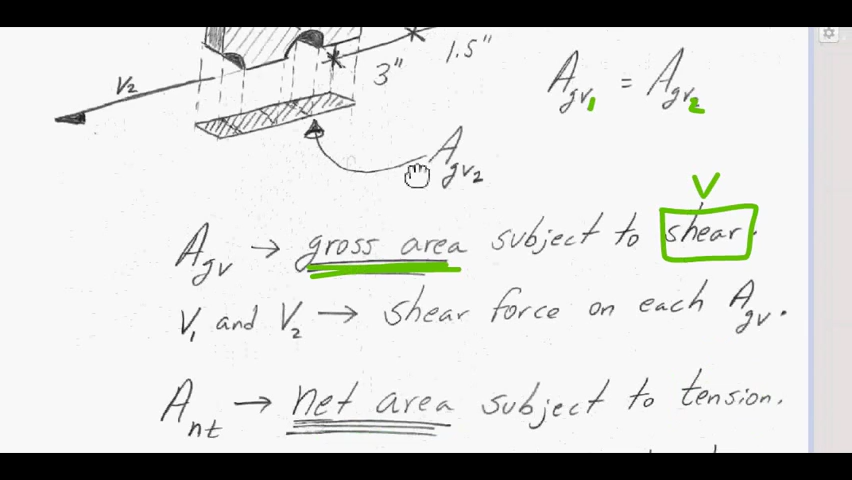 1.5"
3"
V2
Agv1 = Agv2
Agv2
V
Agv → gross area subject to shear.
V1 and V2 → shear force on each Agv.
Ant → net area subject to tension.